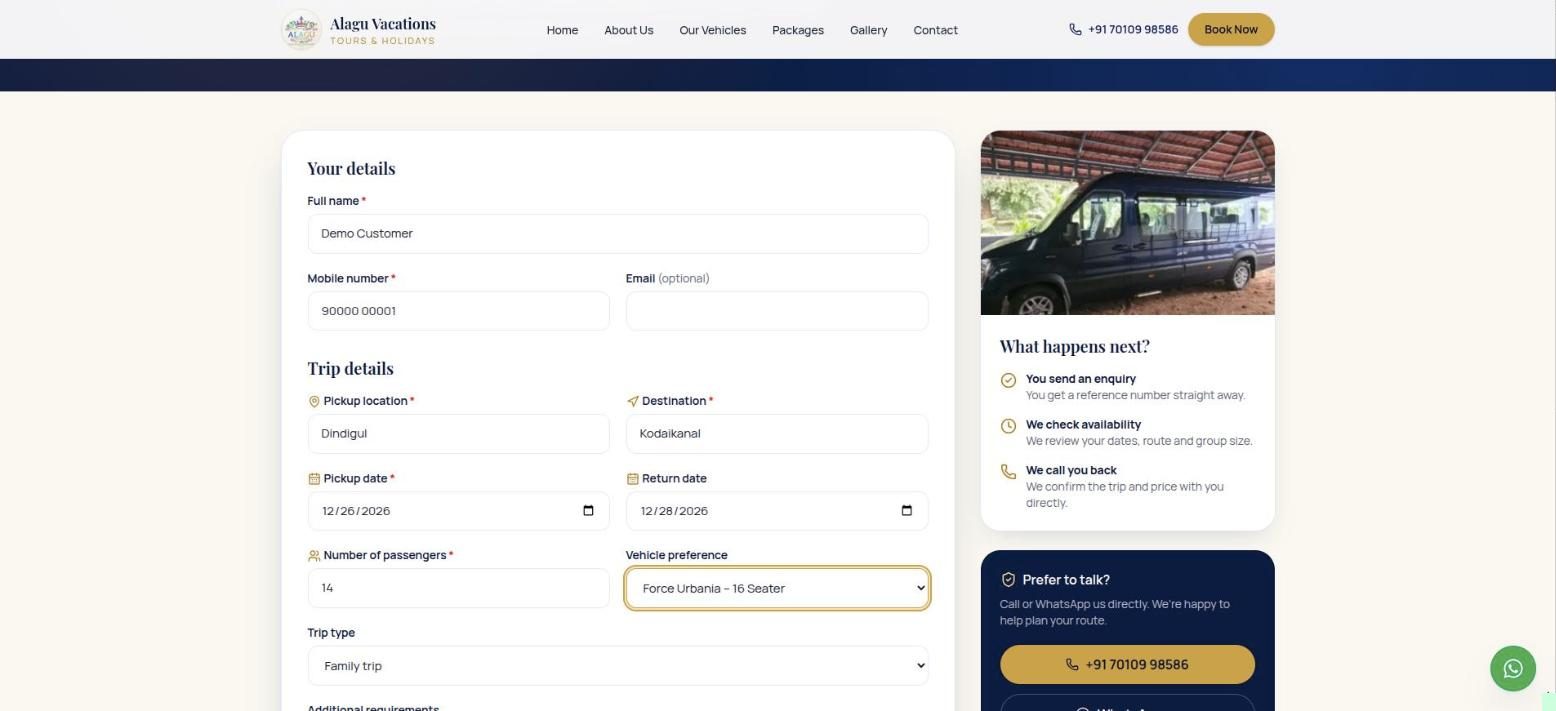 Alagu Vacations
TOURS & HOLIDAYS
ALAGU
Home About Us Our Vehicles Packages Gallery Contact
+91 70109 98586
Book Now
Your details
Full name *
Demo Customer
Mobile number * Email (optional)
90000 00001
Trip details
Pickup location * Destination *
Dindigul Kodaikanal
Pickup date * Return date
12/26/2026 12/28/2026
Number of passengers * Vehicle preference
14 Force Urbania – 16 Seater
Trip type
Family trip
Additional requirements
What happens next?
You send an enquiry
You get a reference number straight away.
We check availability
We review your dates, route and group size.
We call you back
We confirm the trip and price with you
directly.
Prefer to talk?
Call or WhatsApp us directly. We're happy to
help plan your route.
+91 70109 98586